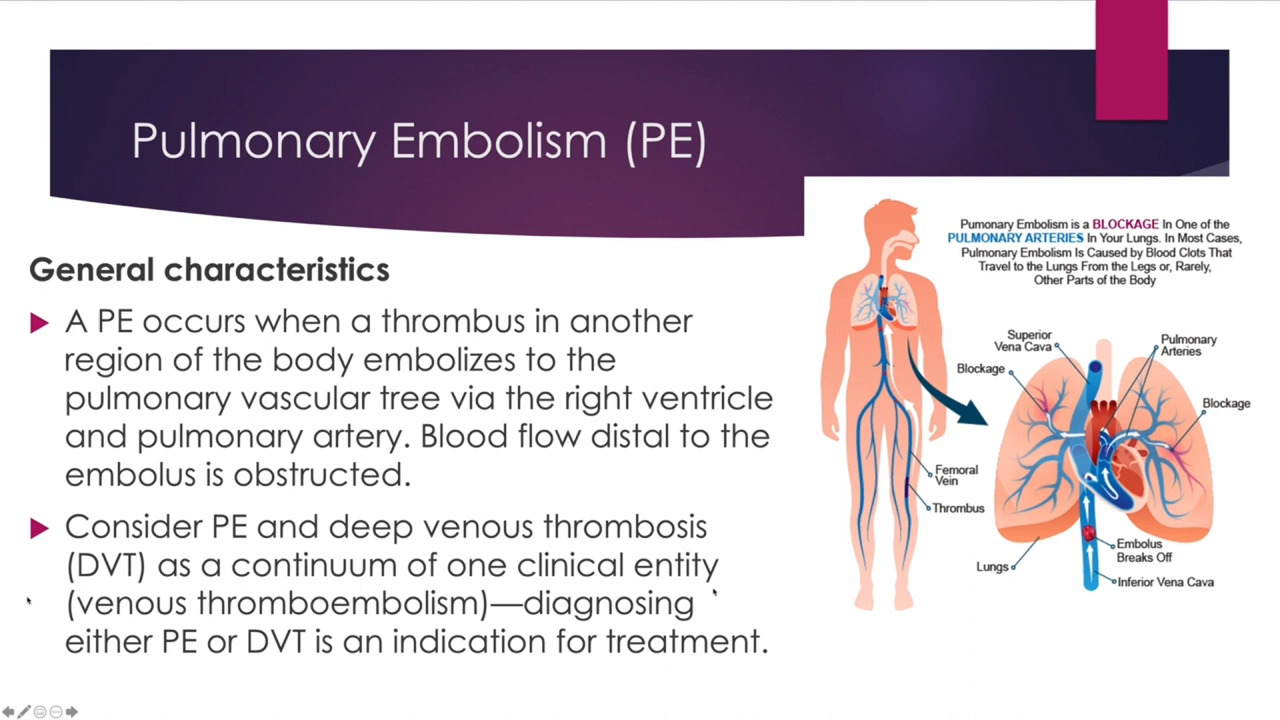 Pulmonary Embolism (PE)
General characteristics
A PE occurs when a thrombus in another
region of the body embolizes to the
pulmonary vascular tree via the right ventricle
and pulmonary artery. Blood flow distal to the
embolus is obstructed.
Consider PE and deep venous thrombosis
(DVT) as a continuum of one clinical entity
(venous thromboembolism)—diagnosing
either PE or DVT is an indication for treatment.
Pumonary Embolism is a BLOCKAGE In One of the
PULMONARY ARTERIES In Your Lungs. In Most Cases,
Pulmonary Embolism Is Caused by Blood Clots That
Travel to the Lungs From the Legs or, Rarely,
Other Parts of the Body
Superior
Vena Cava
Pulmonary
Arteries
Blockage
Blockage
Femoral
Vein
Thrombus
Embolus
Breaks Off
Lungs
Inferior Vena Cava